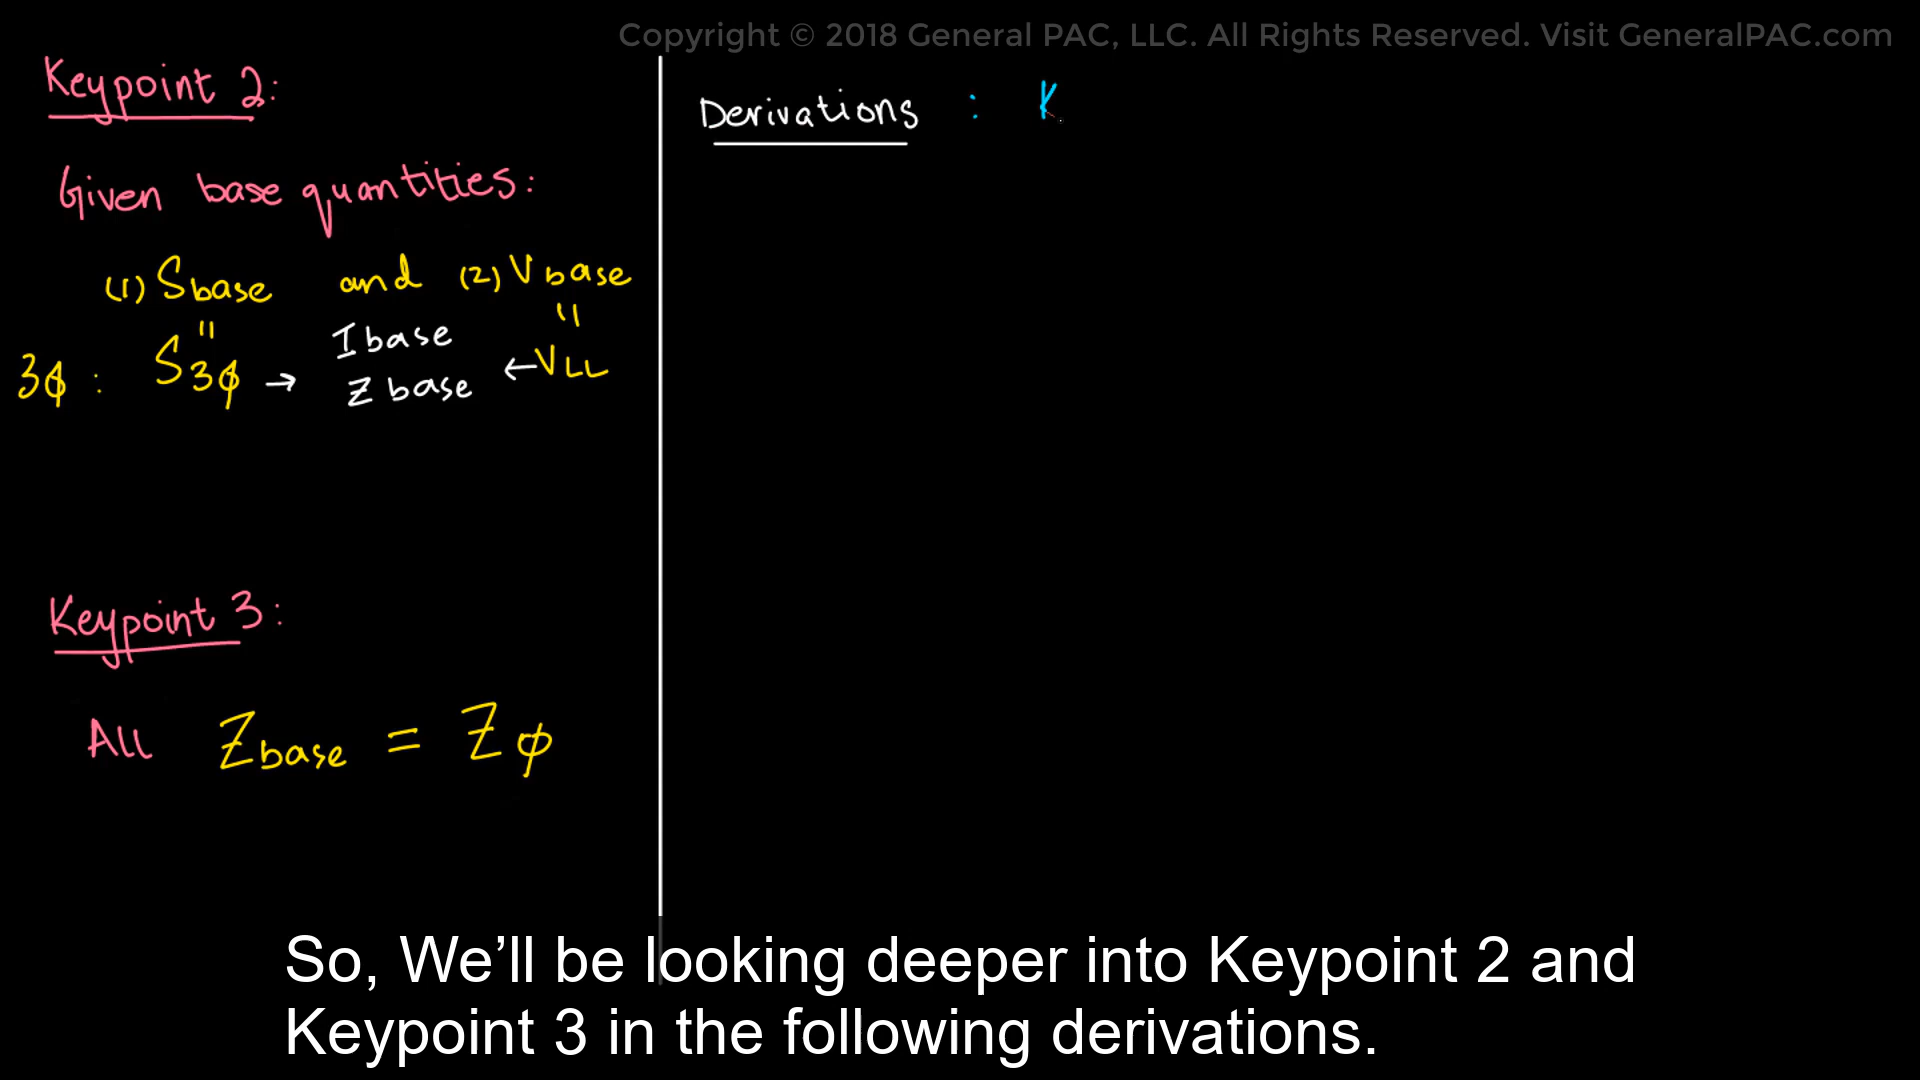 Copyright © 2018 General PAC, LLC. All Rights Reserved. Visit GeneralPAC.com
Keypoint 2:
Given base quantities:
(1) Sbase and (2) Vbase
" "
Ibase
3ϕ: S3ϕ → Zbase ← VLL
Keypoint 3:
All Zbase = Zϕ
Derivations : K
So, We’ll be looking deeper into Keypoint 2 and
Keypoint 3 in the following derivations.